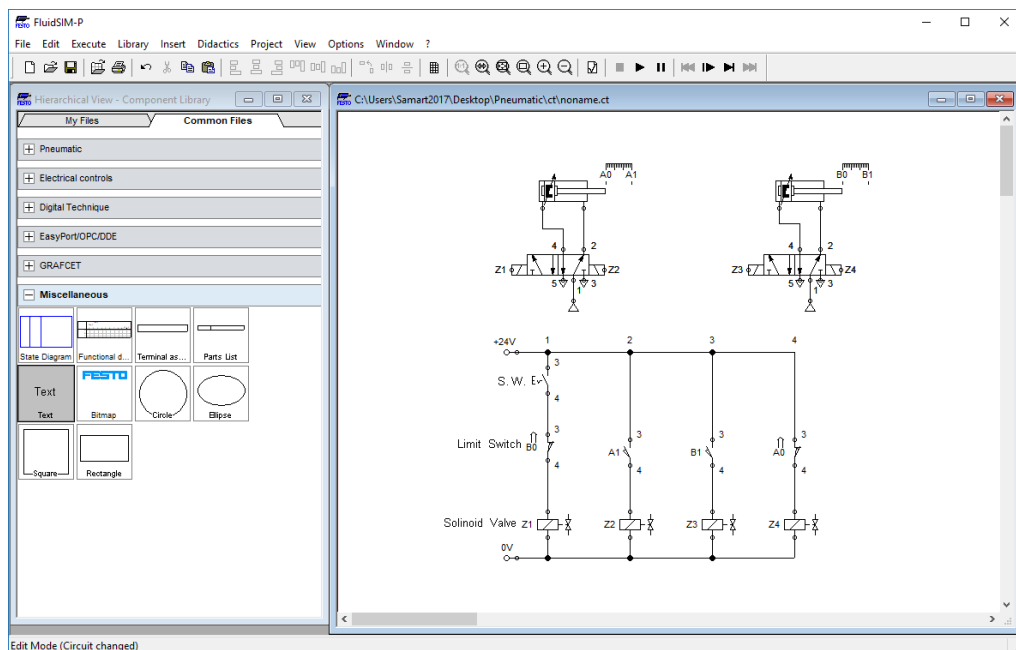 FluidSIM-P
File Edit Execute Library Insert Didactics Project View Options Window ?
Hierarchical View - Component Library
My Files Common Files
Pneumatic
Electrical controls
Digital Technique
EasyPort/OPC/DDE
GRAFCET
Miscellaneous
State Diagram Functional d... Terminal as... Parts List
Text FESTO
Text Bitmap Circle Ellipse
Square Rectangle
C:\Users\Samart2017\Desktop\Pneumatic\ct\noname.ct
A0 A1 B0 B1
4 2 4 2
Z1 Z2 Z3 Z4
5 3 5 3
1 1
+24V 1 2 3 4
3
S.W. E
4
3 3 3 3
Limit Switch B0 A1 B1 A0
4 4 4 4
Solinoid Valve Z1 Z2 Z3 Z4
0V
Edit Mode (Circuit changed)